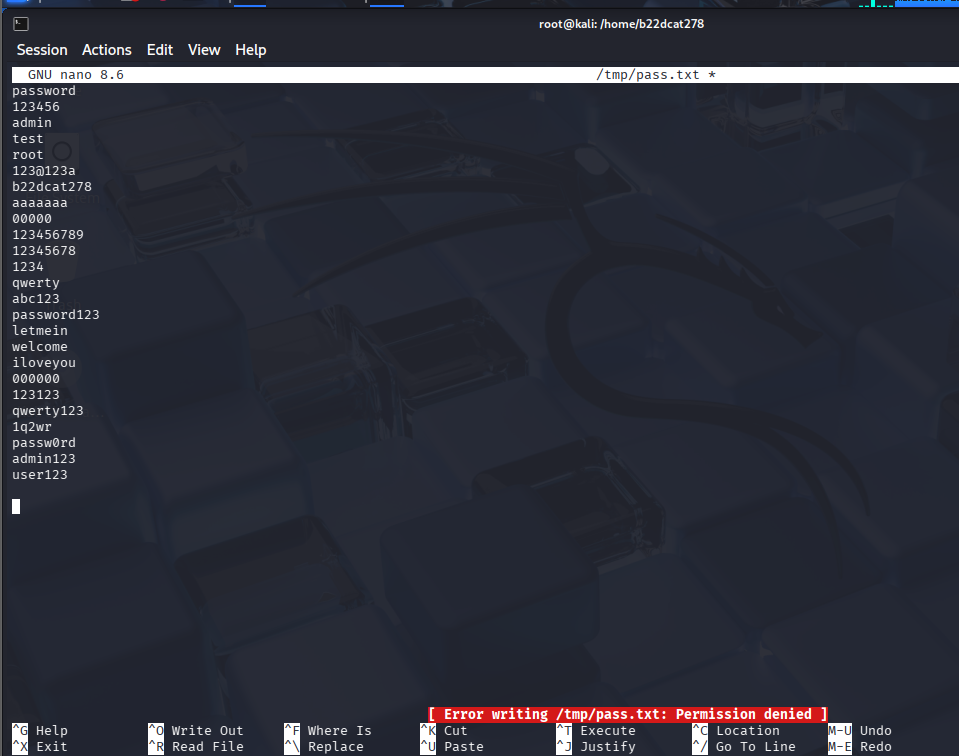 root@kali: /home/b22dcat278
Session Actions Edit View Help
GNU nano 8.6 /tmp/pass.txt *
password
123456
admin
test
root
123@123a
b22dcat278
aaaaaaa
00000
123456789
12345678
1234
qwerty
abc123
password123
letmein
welcome
iloveyou
000000
123123
qwerty123
1q2wr
passw0rd
admin123
user123
[ Error writing /tmp/pass.txt: Permission denied ]
^G Help ^O Write Out ^F Where Is ^K Cut ^T Execute ^C Location M-U Undo
^X Exit ^R Read File ^\ Replace ^U Paste ^J Justify ^/ Go To Line M-E Redo